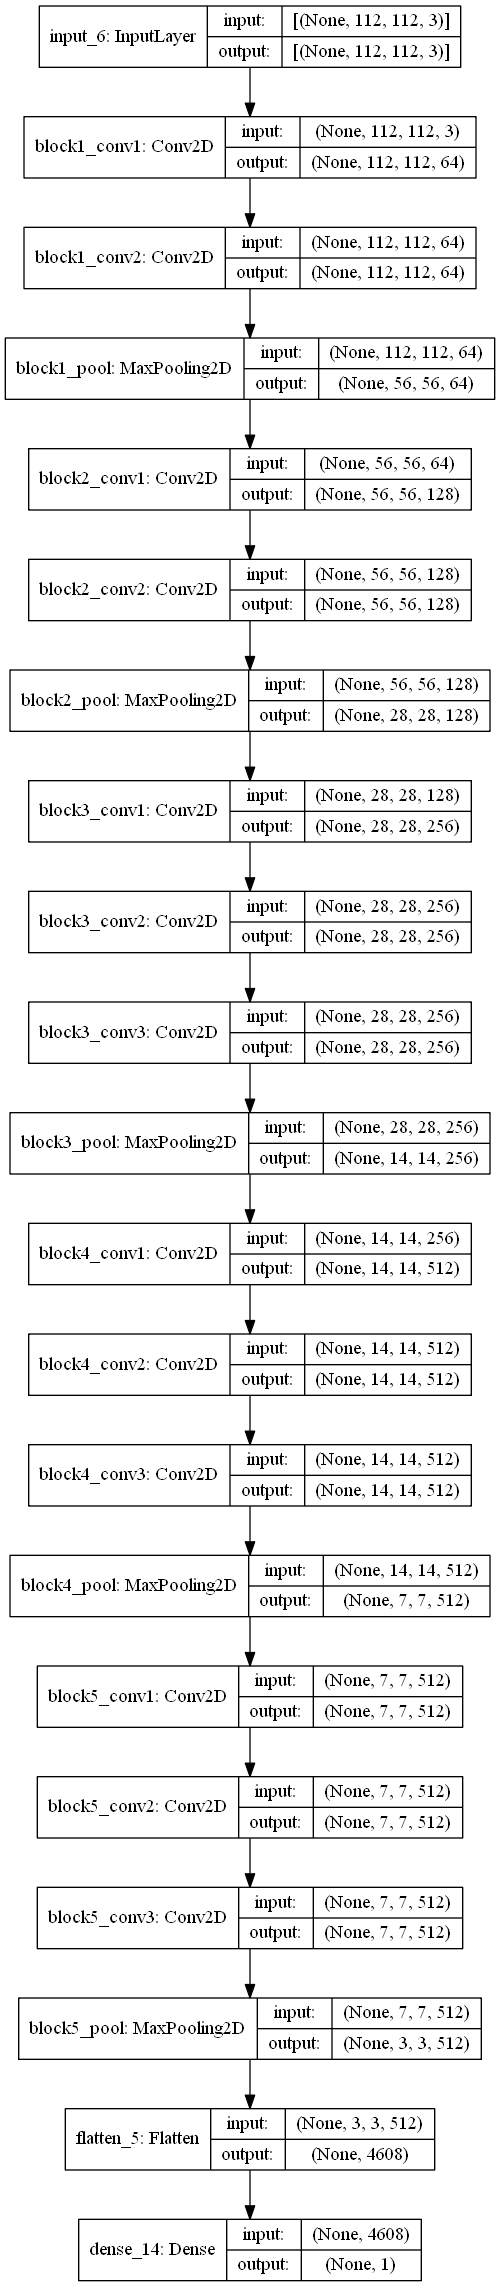 input_6: InputLayer
input: [(None, 112, 112, 3)]
output: [(None, 112, 112, 3)]
block1_conv1: Conv2D
input: (None, 112, 112, 3)
output: (None, 112, 112, 64)
block1_conv2: Conv2D
input: (None, 112, 112, 64)
output: (None, 112, 112, 64)
block1_pool: MaxPooling2D
input: (None, 112, 112, 64)
output: (None, 56, 56, 64)
block2_conv1: Conv2D
input: (None, 56, 56, 64)
output: (None, 56, 56, 128)
block2_conv2: Conv2D
input: (None, 56, 56, 128)
output: (None, 56, 56, 128)
block2_pool: MaxPooling2D
input: (None, 56, 56, 128)
output: (None, 28, 28, 128)
block3_conv1: Conv2D
input: (None, 28, 28, 128)
output: (None, 28, 28, 256)
block3_conv2: Conv2D
input: (None, 28, 28, 256)
output: (None, 28, 28, 256)
block3_conv3: Conv2D
input: (None, 28, 28, 256)
output: (None, 28, 28, 256)
block3_pool: MaxPooling2D
input: (None, 28, 28, 256)
output: (None, 14, 14, 256)
block4_conv1: Conv2D
input: (None, 14, 14, 256)
output: (None, 14, 14, 512)
block4_conv2: Conv2D
input: (None, 14, 14, 512)
output: (None, 14, 14, 512)
block4_conv3: Conv2D
input: (None, 14, 14, 512)
output: (None, 14, 14, 512)
block4_pool: MaxPooling2D
input: (None, 14, 14, 512)
output: (None, 7, 7, 512)
block5_conv1: Conv2D
input: (None, 7, 7, 512)
output: (None, 7, 7, 512)
block5_conv2: Conv2D
input: (None, 7, 7, 512)
output: (None, 7, 7, 512)
block5_conv3: Conv2D
input: (None, 7, 7, 512)
output: (None, 7, 7, 512)
block5_pool: MaxPooling2D
input: (None, 7, 7, 512)
output: (None, 3, 3, 512)
flatten_5: Flatten
input: (None, 3, 3, 512)
output: (None, 4608)
dense_14: Dense
input: (None, 4608)
output: (None, 1)